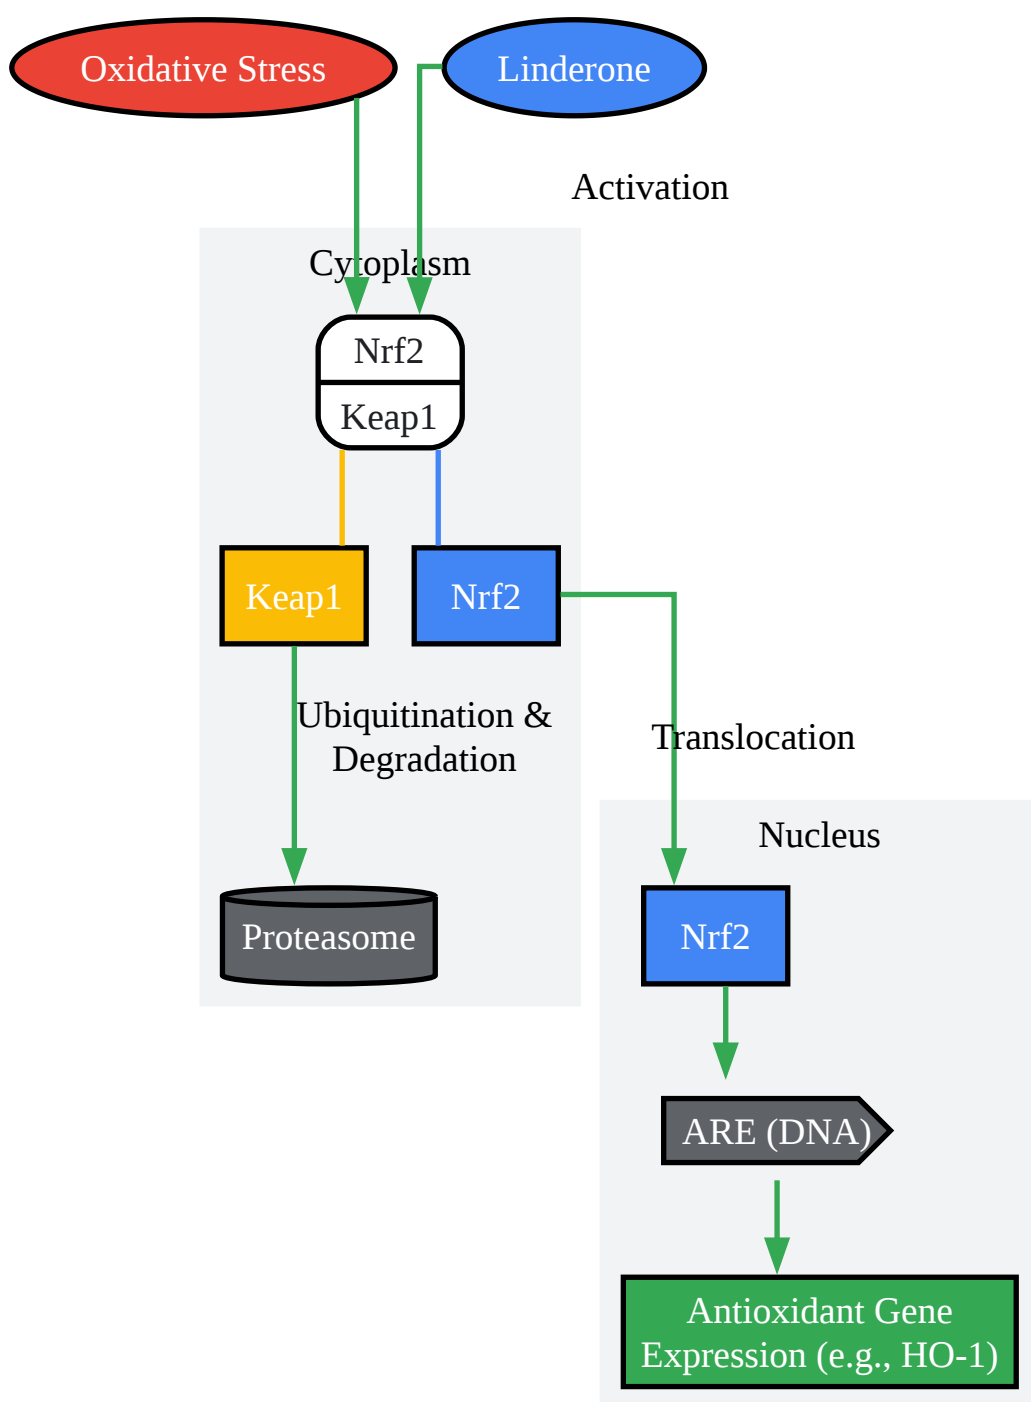 Oxidative Stress
Linderone
Activation
Cytoplasm
Nrf2
Keap1
Keap1
Nrf2
Ubiquitination &
Degradation
Translocation
Nucleus
Proteasome
Nrf2
ARE (DNA)
Antioxidant Gene
Expression (e.g., HO-1)